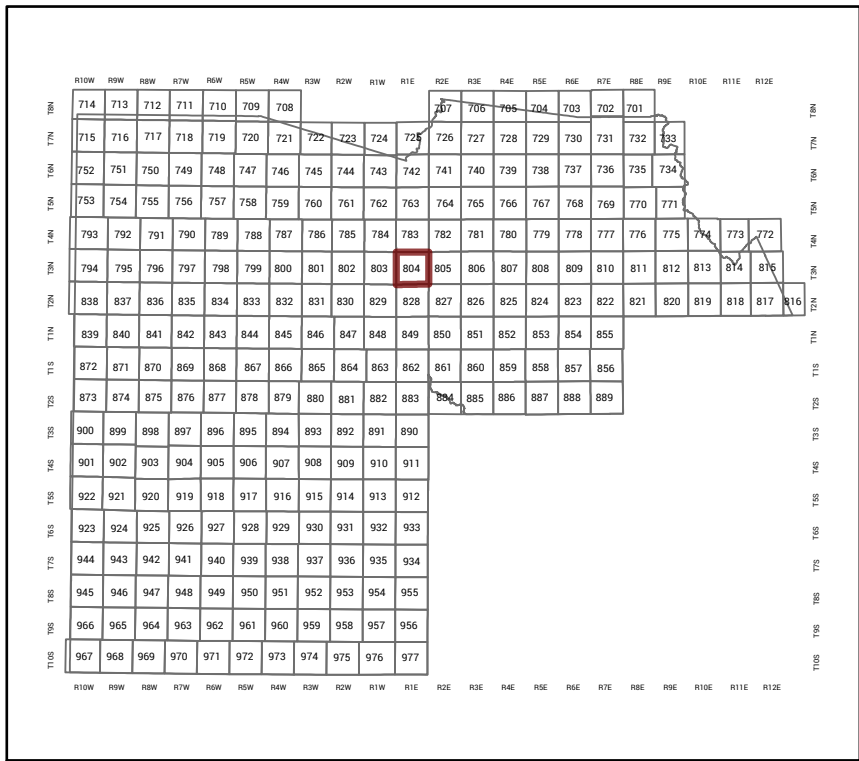 R10W R9W R8W R7W R6W R5W R4W R3W R2W R1W R1E R2E R3E R4E R5E R6E R7E R8E R9E R10E R11E R12E
T8N 714 713 712 711 710 709 708 707 706 705 704 703 702 701 T8N
T7N 715 716 717 718 719 720 721 722 723 724 725 726 727 728 729 730 731 732 733 T7N
T6N 752 751 750 749 748 747 746 745 744 743 742 741 740 739 738 737 736 735 734 T6N
T5N 753 754 755 756 757 758 759 760 761 762 763 764 765 766 767 768 769 770 771 T5N
T4N 793 792 791 790 789 788 787 786 785 784 783 782 781 780 779 778 777 776 775 774 773 772 T4N
T3N 794 795 796 797 798 799 800 801 802 803 804 805 806 807 808 809 810 811 812 813 814 815 T3N
T2N 838 837 836 835 834 833 832 831 830 829 828 827 826 825 824 823 822 821 820 819 818 817 816 T2N
T1N 839 840 841 842 843 844 845 846 847 848 849 850 851 852 853 854 855 T1N
T1S 872 871 870 869 868 867 866 865 864 863 862 861 860 859 858 857 856 T1S
T2S 873 874 875 876 877 878 879 880 881 882 883 884 885 886 887 888 889 T2S
T3S 900 899 898 897 896 895 894 893 892 891 890 T3S
T4S 901 902 903 904 905 906 907 908 909 910 911 T4S
T5S 922 921 920 919 918 917 916 915 914 913 912 T5S
T6S 923 924 925 926 927 928 929 930 931 932 933 T6S
T7S 944 943 942 941 940 939 938 937 936 935 934 T7S
T8S 945 946 947 948 949 950 951 952 953 954 955 T8S
T9S 966 965 964 963 962 961 960 959 958 957 956 T9S
T10S 967 968 969 970 971 972 973 974 975 976 977 T10S
R10W R9W R8W R7W R6W R5W R4W R3W R2W R1W R1E R2E R3E R4E R5E R6E R7E R8E R9E R10E R11E R12E